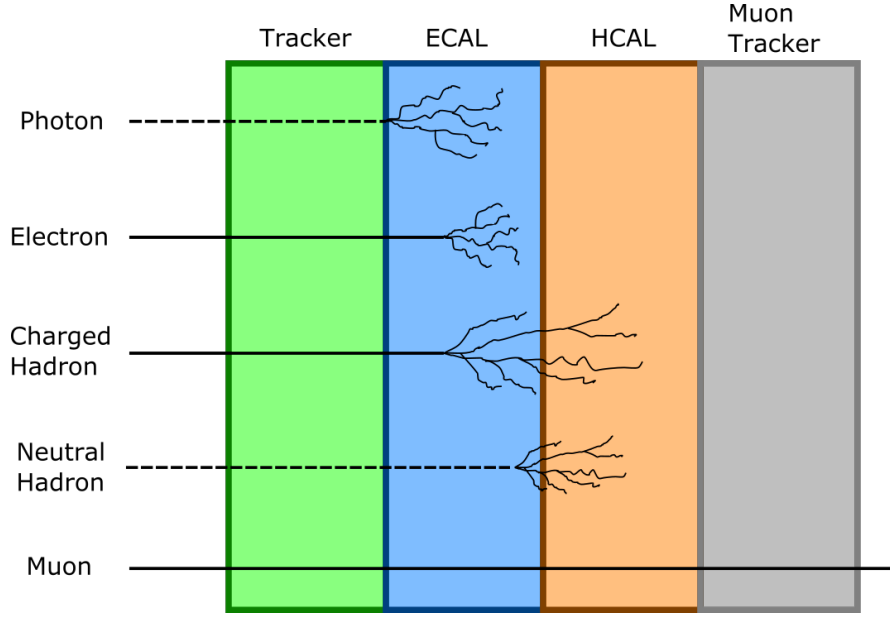 Tracker
ECAL
HCAL
Muon
Tracker
Photon
Electron
Charged
Hadron
Neutral
Hadron
Muon